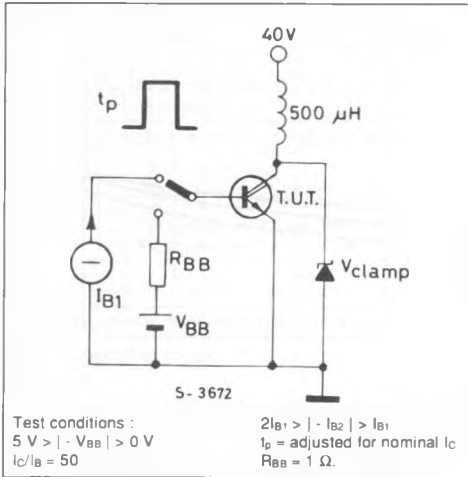 40V
tp
500 µH
T.U.T.
RBB
Vclamp
IB1
VBB
S-3672
Test conditions :
5 V > | - VBB | > 0 V
IC/IB = 50
2IB1 > | - IB2 | > IB1
tp = adjusted for nominal IC
RBB = 1 Ω.